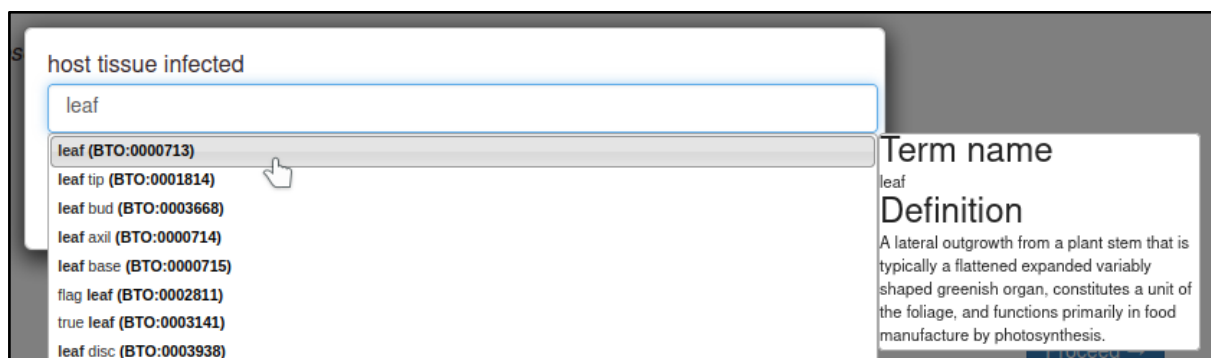 host tissue infected
leaf
leaf (BTO:0000713)
leaf tip (BTO:0001814)
leaf bud (BTO:0003668)
leaf axil (BTO:0000714)
leaf base (BTO:0000715)
flag leaf (BTO:0002811)
true leaf (BTO:0003141)
leaf disc (BTO:0003938)
Term name
leaf
Definition
A lateral outgrowth from a plant stem that is
typically a flattened expanded variably
shaped greenish organ, constitutes a unit of
the foliage, and functions primarily in food
manufacture by photosynthesis.